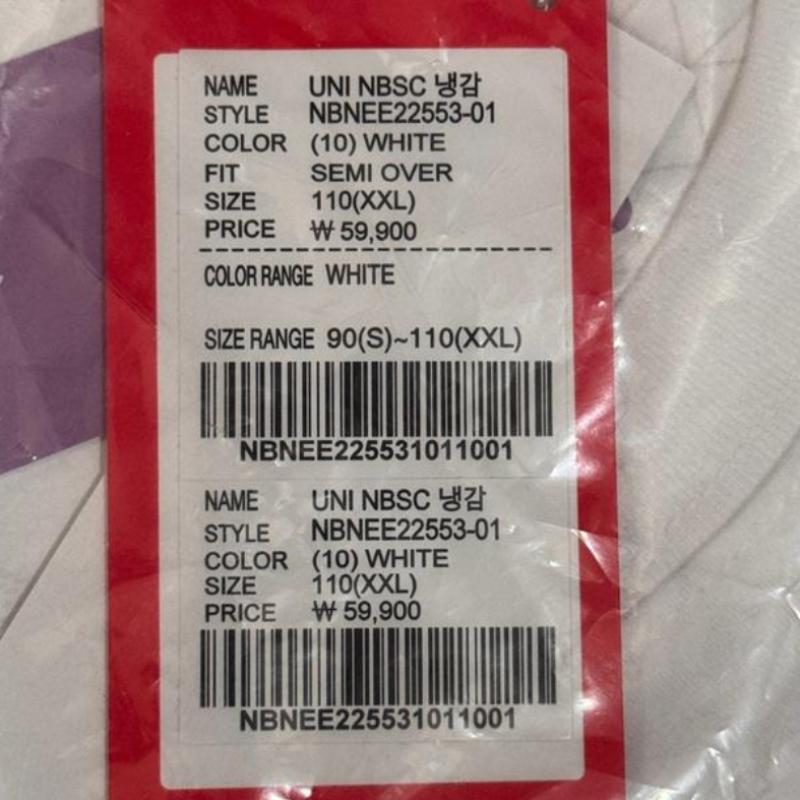 NAME UNI NBSC 냉감
STYLE NBNEE22553-01
COLOR (10) WHITE
FIT SEMI OVER
SIZE 110(XXL)
PRICE ₩ 59,900
COLOR RANGE WHITE
SIZE RANGE 90(S)~110(XXL)
NBNEE225531011001
NAME UNI NBSC 냉감
STYLE NBNEE22553-01
COLOR (10) WHITE
SIZE 110(XXL)
PRICE ₩ 59,900
NBNEE225531011001